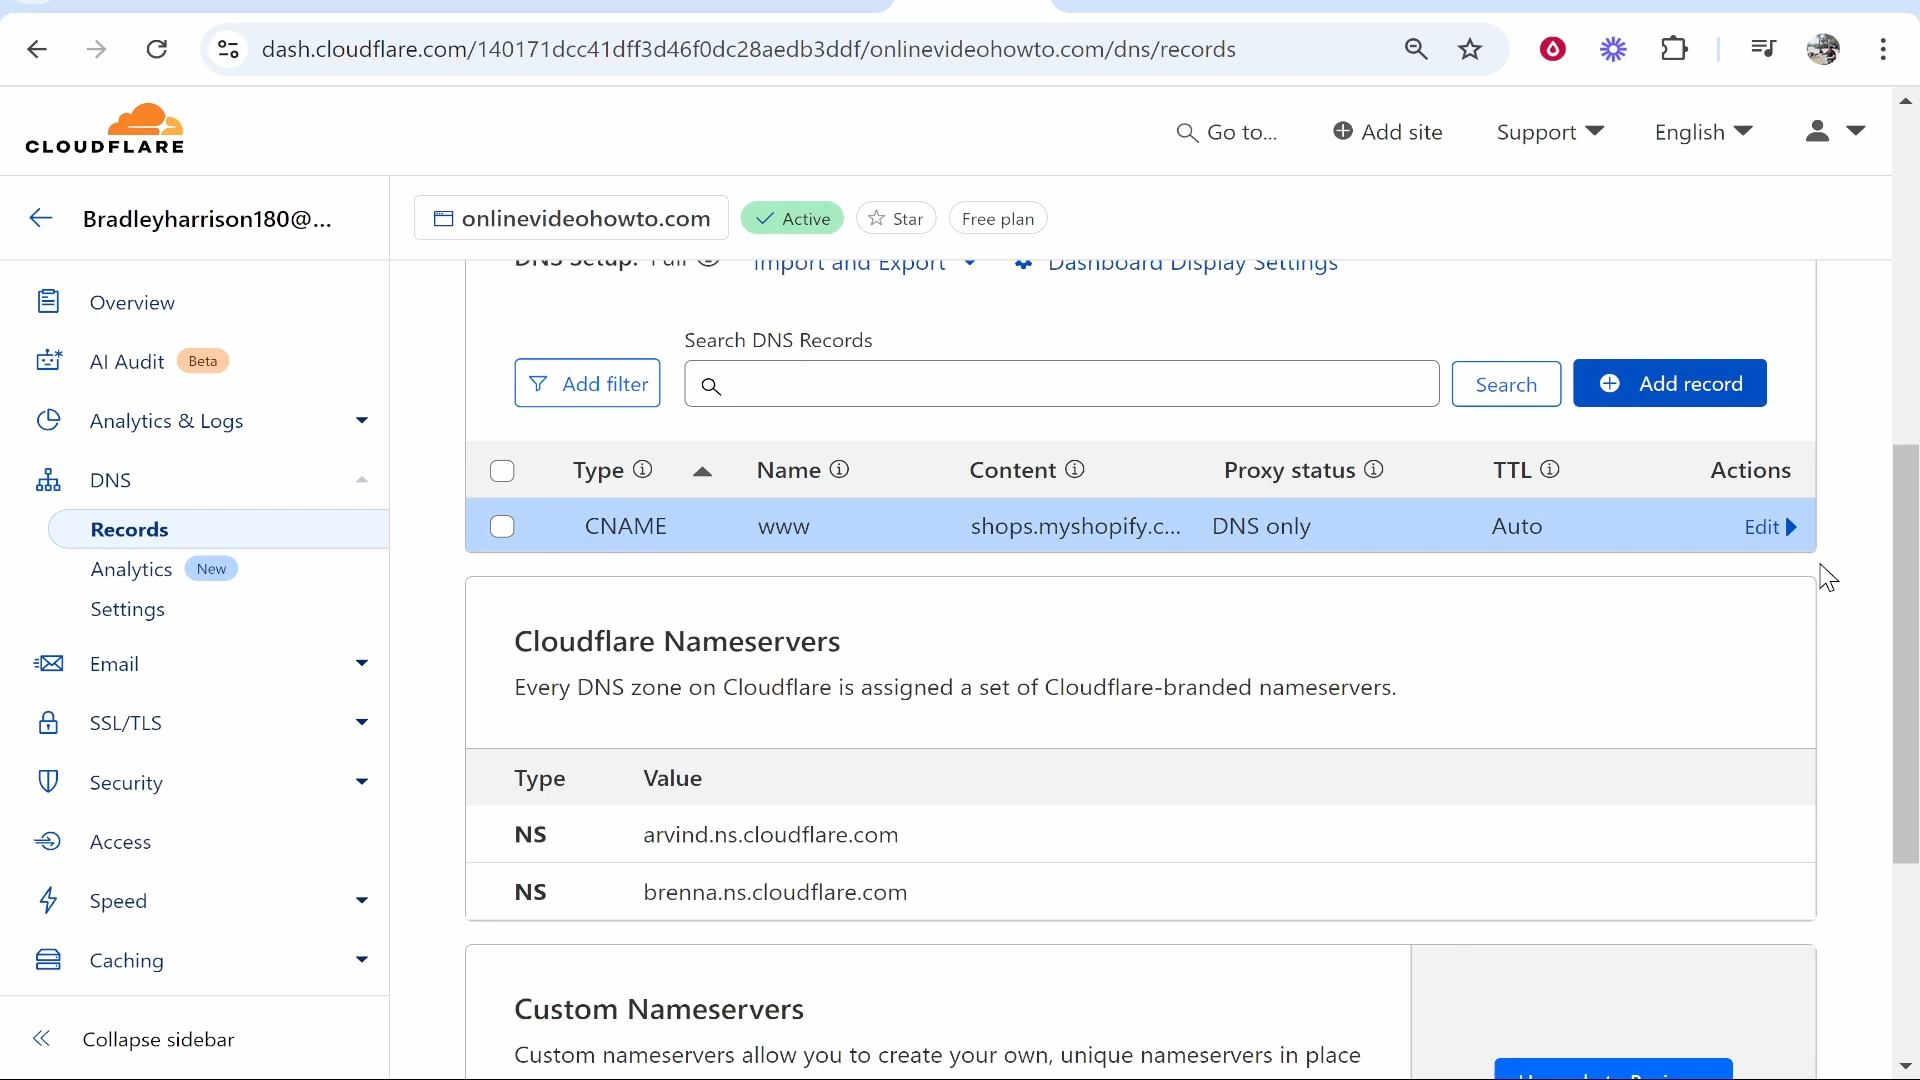 dash.cloudflare.com/140171dcc41dff3d46f0dc28aedb3ddf/onlinevideohowto.com/dns/records
CLOUDFLARE
Go to...
Add site
Support
English
Bradleyharrison180@...
onlinevideohowto.com
Active
Star
Free plan
DNS Setup: Full
Import and Export
Dashboard Display Settings
Overview
AI Audit Beta
Analytics & Logs
DNS
Records
Analytics New
Settings
Email
SSL/TLS
Security
Access
Speed
Caching
Collapse sidebar
Search DNS Records
Add filter
Search
Add record
Type Name Content Proxy status TTL Actions
CNAME www shops.myshopify.c... DNS only Auto Edit
Cloudflare Nameservers
Every DNS zone on Cloudflare is assigned a set of Cloudflare-branded nameservers.
Type Value
NS arvind.ns.cloudflare.com
NS brenna.ns.cloudflare.com
Custom Nameservers
Custom nameservers allow you to create your own, unique nameservers in place